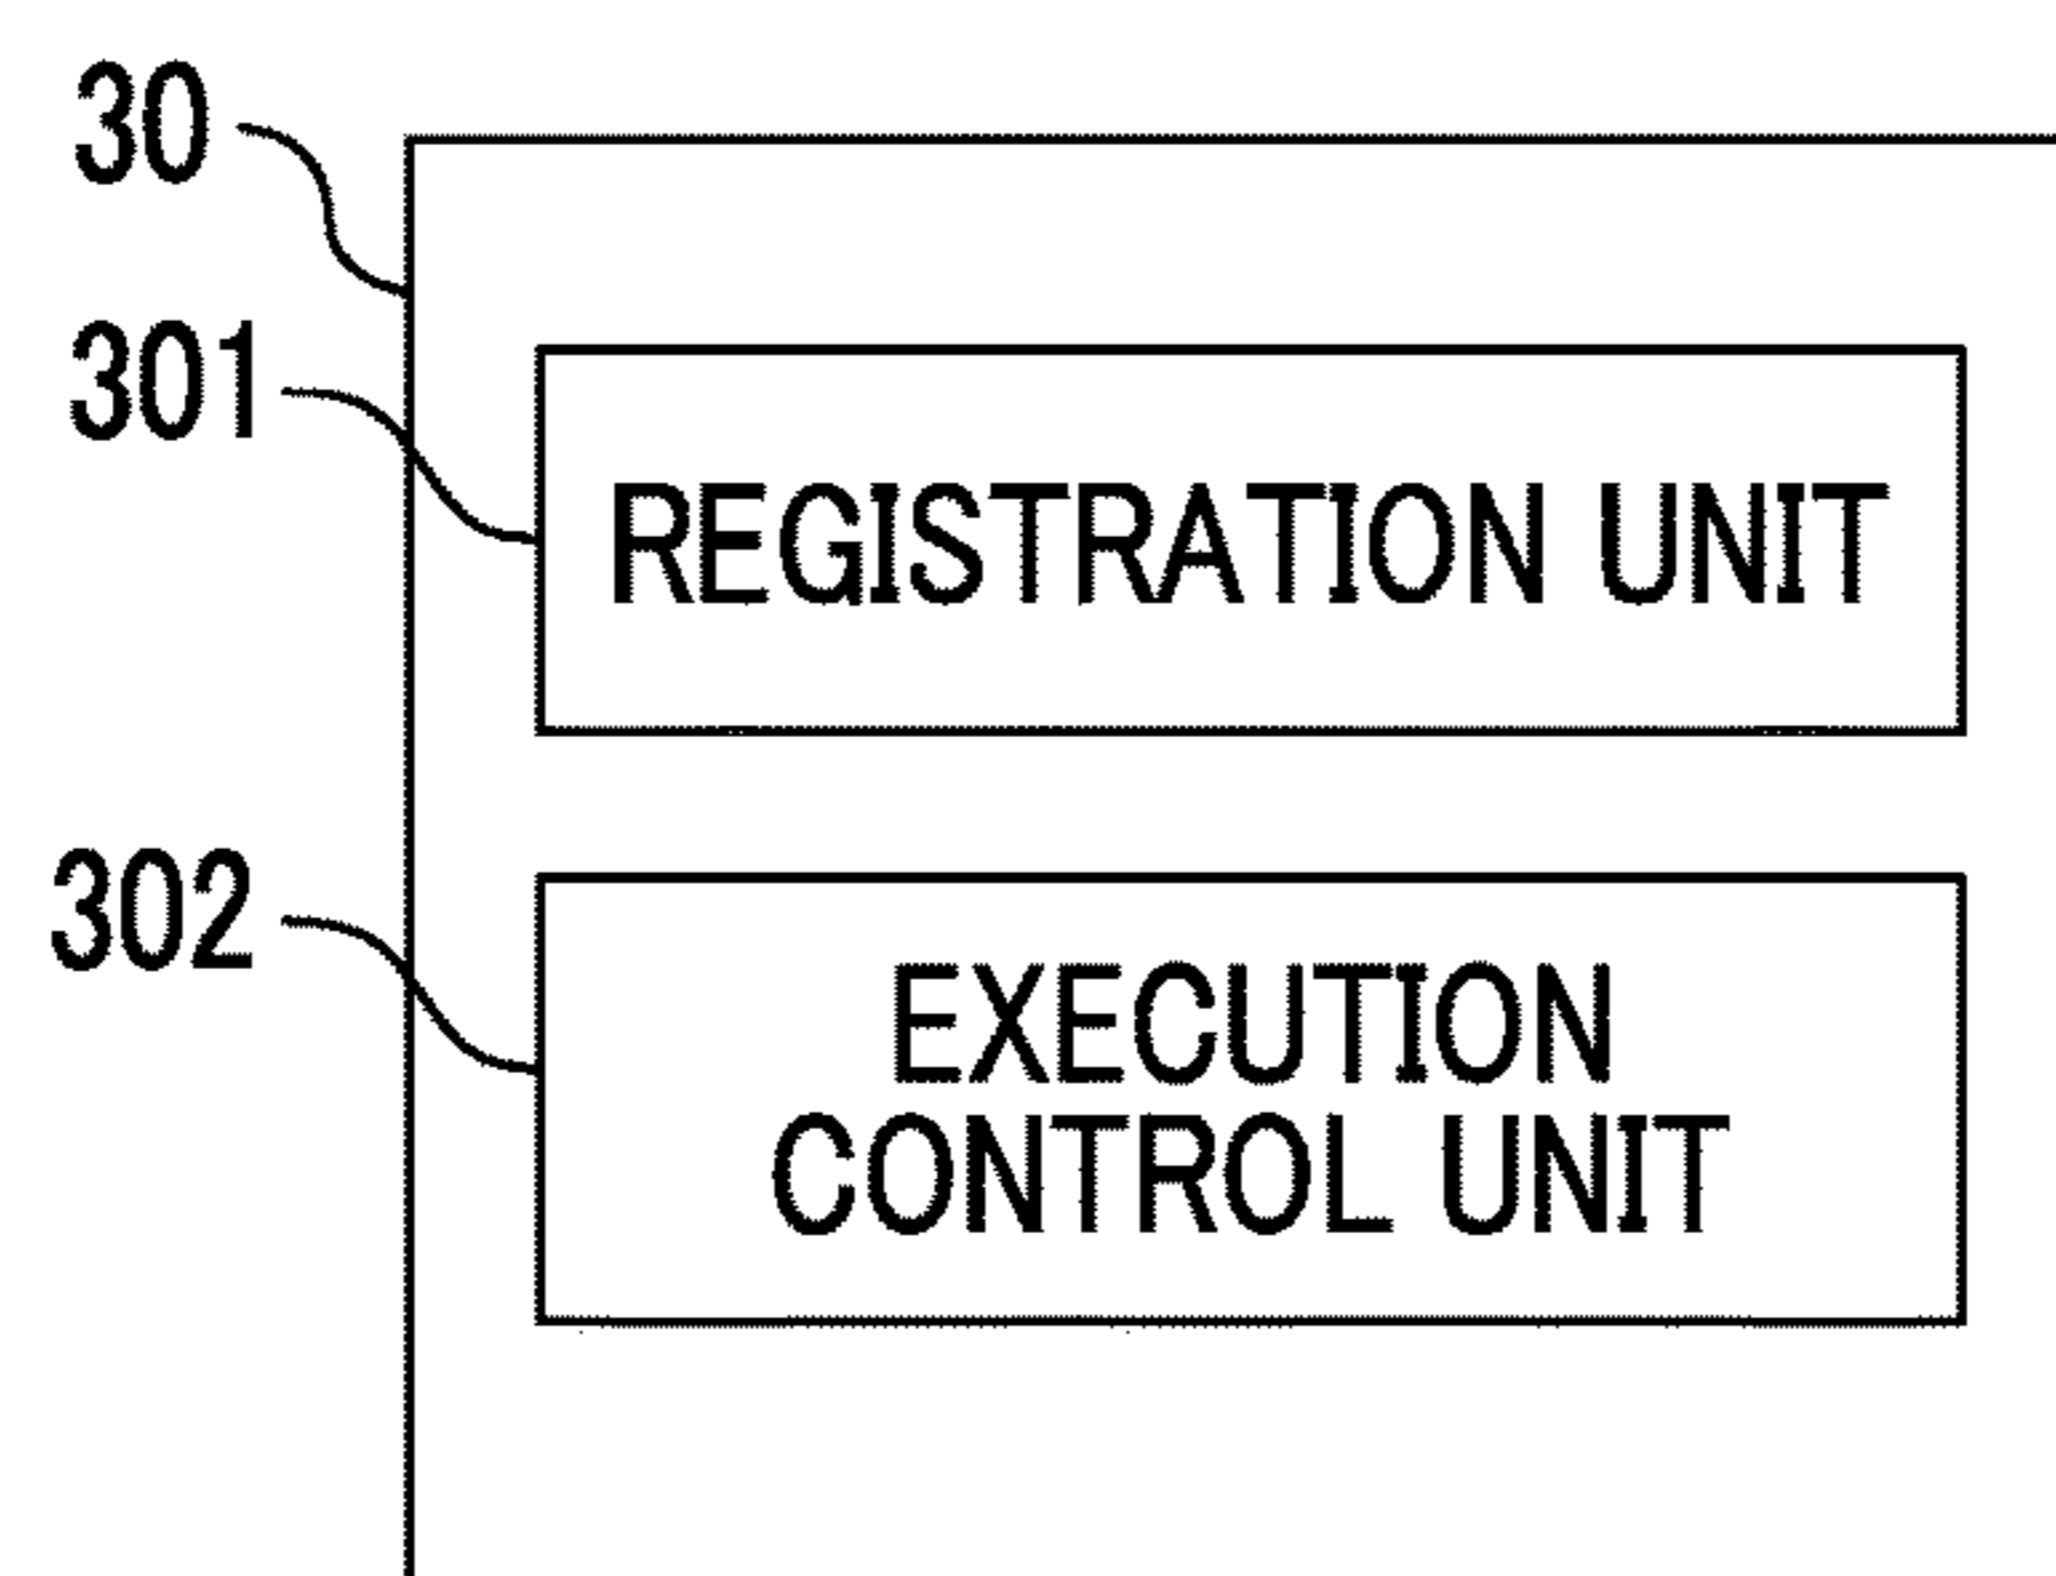 30
301
REGISTRATION UNIT
302
EXECUTION
CONTROL UNIT